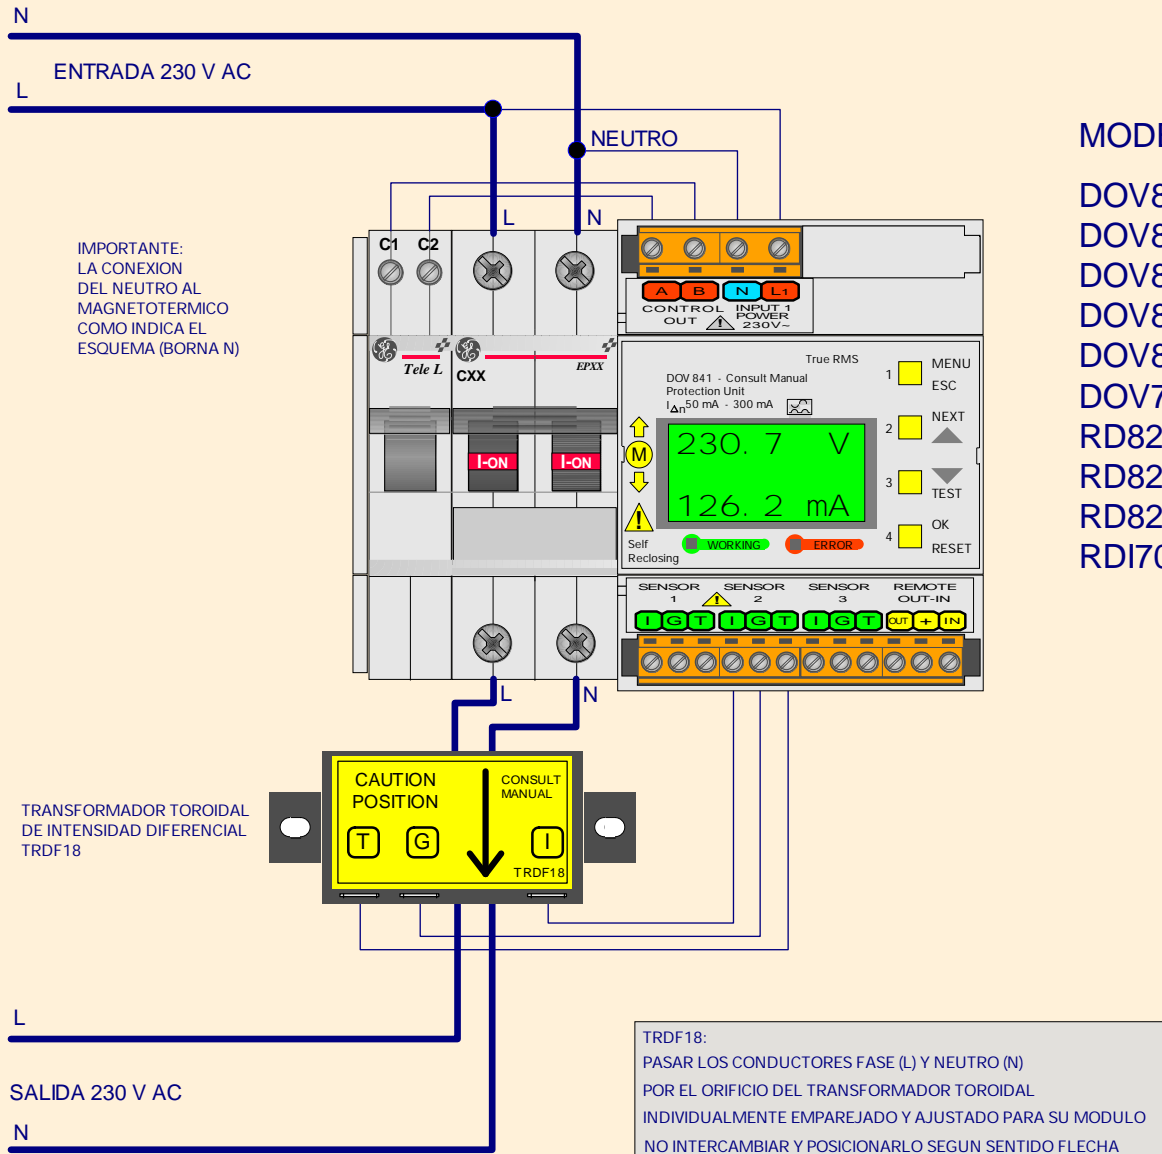 N
ENTRADA 230 V AC
L
NEUTRO
MODI
DOV8
DOV8
DOV8
DOV8
DOV8
DOV7
RD82
RD82
RD82
RDI70
IMPORTANTE:
LA CONEXION
DEL NEUTRO AL
MAGNETOTERMICO
COMO INDICA EL
ESQUEMA (BORNA N)
L
N
C1 C2
Tele L
CXX
EPXX
I-ON
I-ON
A B N L1
CONTROL OUT
INPUT 1
POWER
230V~
True RMS
DOV 841 - Consult Manual
Protection Unit
I∆n 50 mA - 300 mA
M
230. 7 V
126. 2 mA
Self
Reclosing
WORKING
ERROR
1 MENU
ESC
2 NEXT
3 TEST
4 OK
RESET
SENSOR 1
SENSOR 2
SENSOR 3
REMOTE
OUT-IN
I G T I G T I G T OUT + IN
L
N
CAUTION
POSITION
CONSULT
MANUAL
T G I
TRDF18
TRANSFORMADOR TOROIDAL
DE INTENSIDAD DIFERENCIAL
TRDF18
L
SALIDA 230 V AC
N
TRDF18:
PASAR LOS CONDUCTORES FASE (L) Y NEUTRO (N)
POR EL ORIFICIO DEL TRANSFORMADOR TOROIDAL
INDIVIDUALMENTE EMPAREJADO Y AJUSTADO PARA SU MODULO
NO INTERCAMBIAR Y POSICIONARLO SEGUN SENTIDO FLECHA